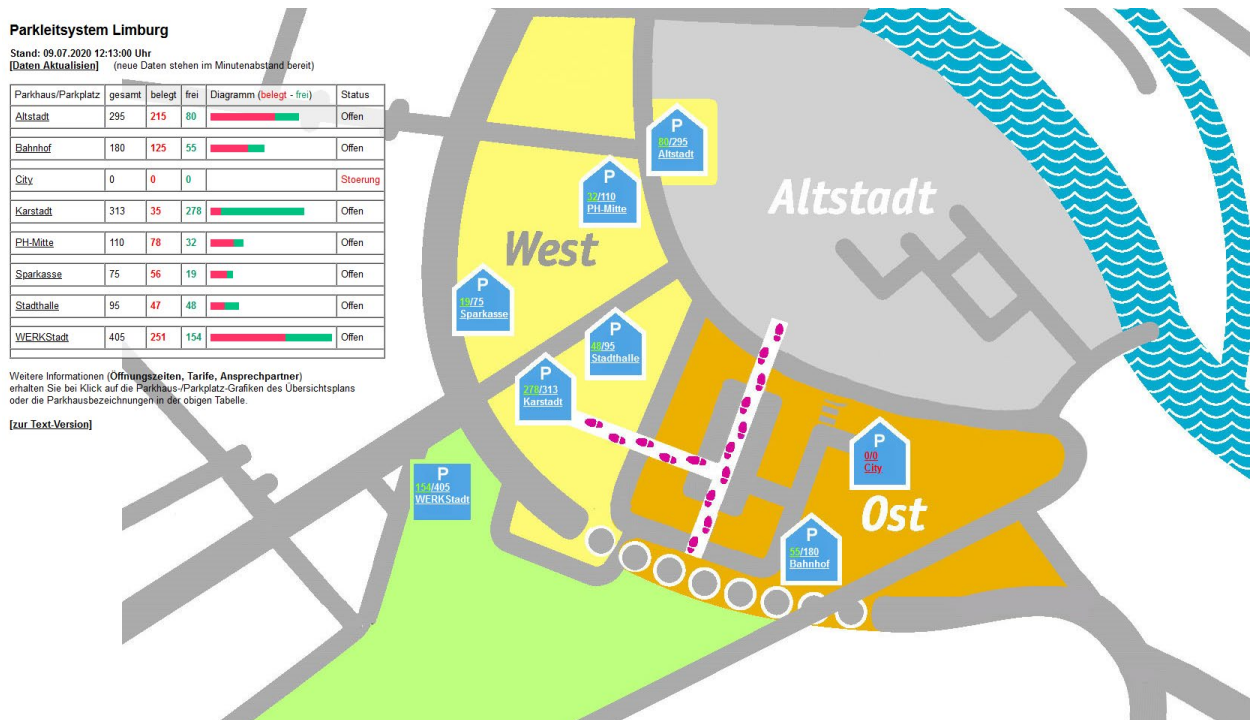 Parkleitsystem Limburg
Stand: 09.07.2020 12:13:00 Uhr
[Daten Aktualisien] (neue Daten stehen im Minutenabstand bereit)
Parkhaus/Parkplatz gesamt belegt frei Diagramm (belegt - frei) Status
Altstadt 295 215 80 Offen
Bahnhof 180 125 55 Offen
City 0 0 0 Stoerung
Karstadt 313 35 278 Offen
PH-Mitte 110 78 32 Offen
Sparkasse 75 56 19 Offen
Stadthalle 95 47 48 Offen
WERKStadt 405 251 154 Offen
Weitere Informationen (Öffnungszeiten, Tarife, Ansprechpartner)
erhalten Sie bei Klick auf die Parkhaus-/Parkplatz-Grafiken des Übersichtsplans
oder die Parkhausbezeichnungen in der obigen Tabelle.
[zur Text-Version]
P
80/295
Altstadt
P
32/110
PH-Mitte
Altstadt
West
P
19/75
Sparkasse
P
48/95
Stadthalle
P
278/313
Karstadt
P
0/0
City
P
154/405
WERKStadt
Ost
P
55/180
Bahnhof